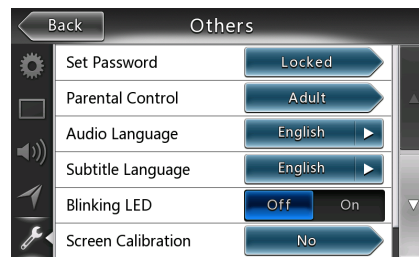 Back Others
Set Password Locked
Parental Control Adult
Audio Language English
Subtitle Language English
Blinking LED Off On
Screen Calibration No